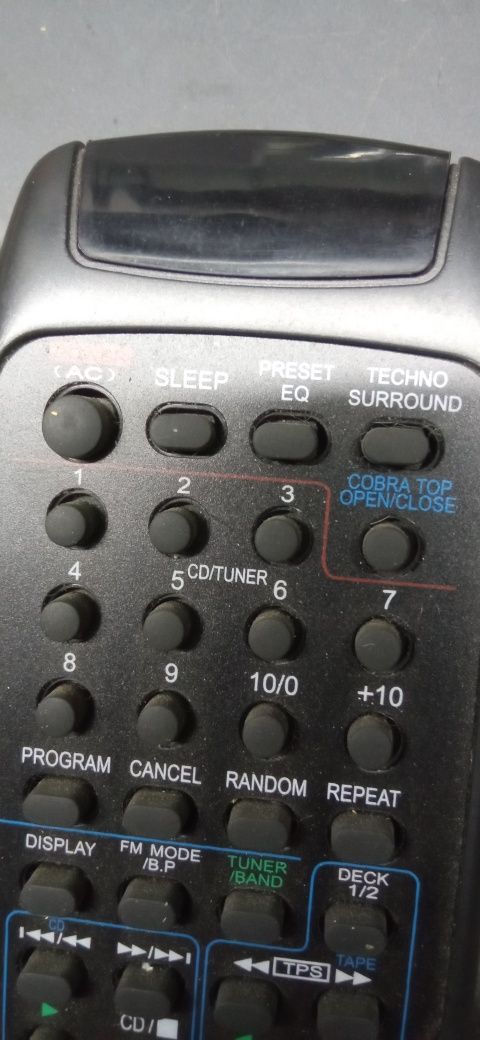 (AC)
SLEEP
PRESET
EQ
TECHNO
SURROUND
COBRA TOP
OPEN/CLOSE
1
2
3
4
5
CD/TUNER
6
7
8
9
10/0
+10
PROGRAM
CANCEL
RANDOM
REPEAT
DISPLAY
FM MODE
/B.P
TUNER
/BAND
DECK
1/2
CD
TPS
TAPE
CD/